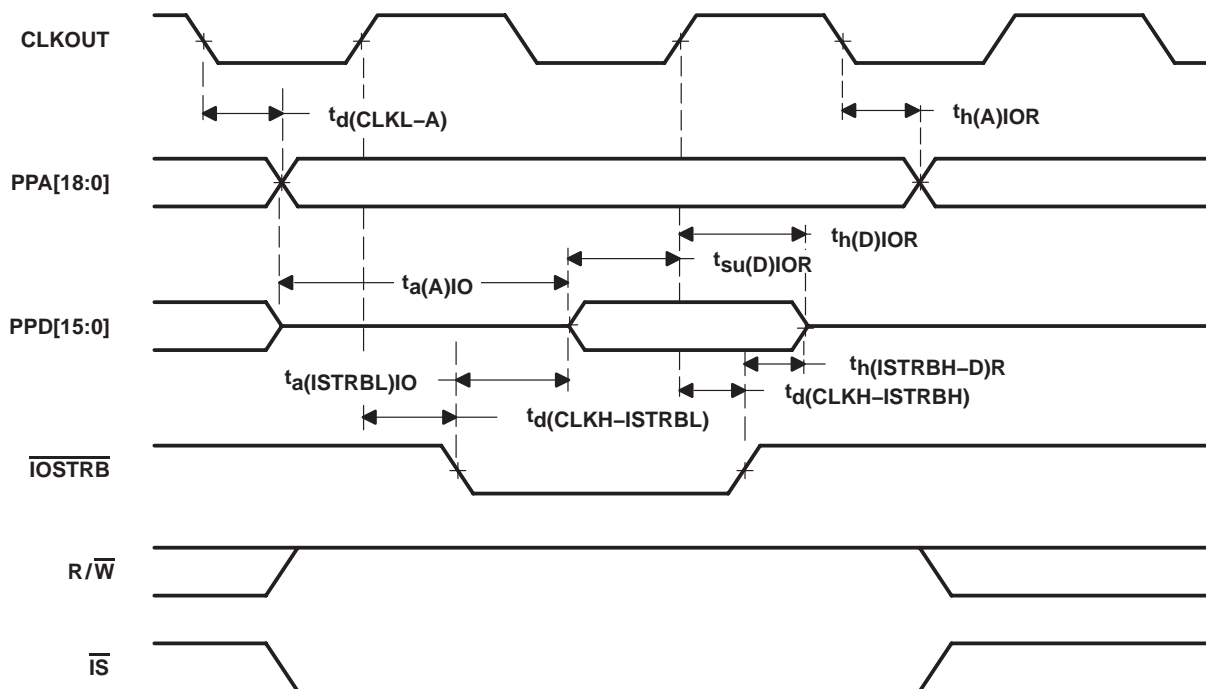 CLKOUT
td(CLKL–A)
th(A)IOR
PPA[18:0]
th(D)IOR
tsu(D)IOR
ta(A)IO
PPD[15:0]
th(ISTRBH–D)R
ta(ISTRBL)IO
td(CLKH–ISTRBH)
td(CLKH–ISTRBL)
IOSTRB
R/W
IS